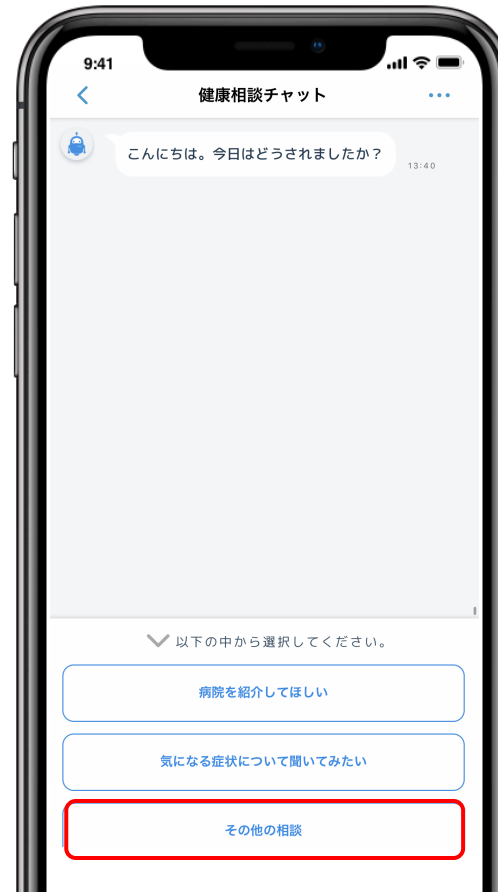 9:41
健康相談チャット
こんにちは。今日はどうされましたか？
13:40
以下の中から選択してください。
病院を紹介してほしい
気になる症状について聞いてみたい
その他の相談